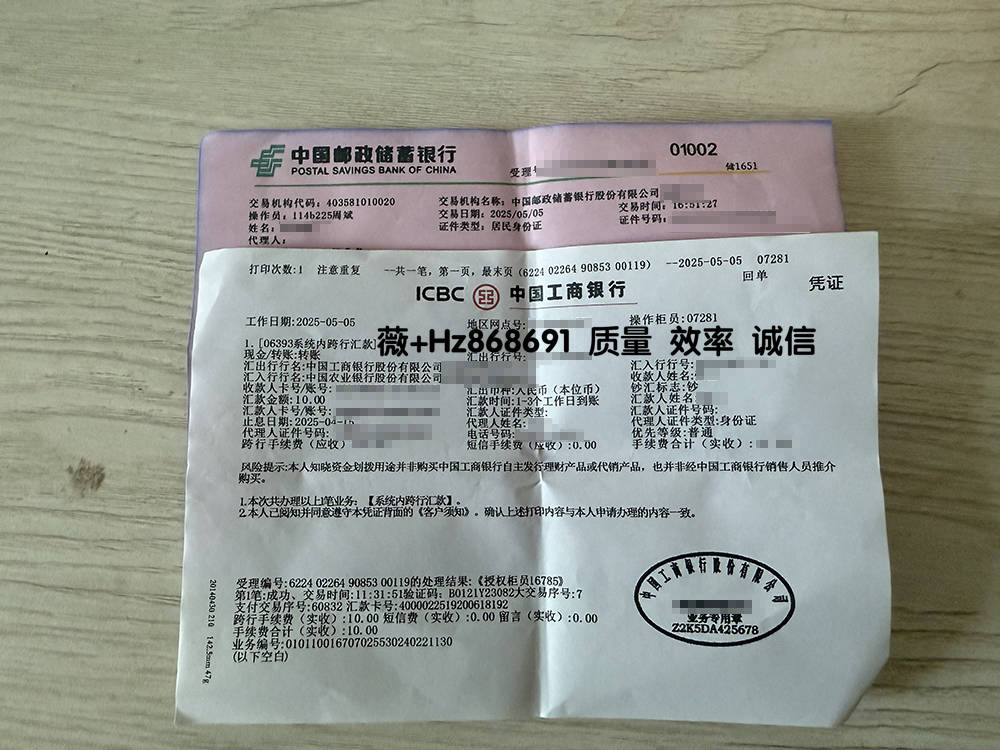 中国邮政储蓄银行
POSTAL SAVINGS BANK OF CHINA
01002
受理
储1651
交易机构代码: 403581010020
交易机构名称: 中国邮政储蓄银行股份有限公司
操作员: 114b225周斌
交易日期: 2025/05/05
交易时间: 16:51:27
姓名:
证件类型: 居民身份证
证件号码:
代理人:
打印次数:1 注意重复 --共一笔, 第一页, 最末页 (6224 02264 90853 00119) --2025-05-05 07281
回单
凭证
ICBC 中国工商银行
工作日期:2025-05-05
地区网点号:
操作柜员:07281
薇+Hz868691 质量 效率 诚信
1. [06393系统内跨行汇款]
现金/转账:转账
汇出行行号:
汇出行行名:中国工商银行股份有限公司
汇入行行号:
汇入行行名:中国农业银行股份有限公司
收款人姓名:
收款人卡号/账号:
汇出币种:人民币（本位币）
钞汇标志:钞
汇款金额:10.00
汇款时间:1-3个工作日到账
汇款人姓名:
汇款人卡号/账号:
汇款人证件类型:
汇款人证件号码:
止息日期:2025-04-15
代理人姓名:
代理人证件类型:身份证
代理人证件号码:
电话号码:
优先等级:普通
跨行手续费（应收）
短信手续费（应收）:0.00
手续费合计（实收）:
风险提示:本人知晓资金划拨用途并非购买中国工商银行自主发行理财产品或代销产品，也并非经中国工商银行销售人员推介
购买。
1.本次共办理以上1笔业务: 【系统内跨行汇款】。
2.本人已阅知并同意遵守本凭证背面的《客户须知》。确认上述打印内容与本人申请办理的内容一致。
受理编号:6224 02264 90853 00119的处理结果:《授权柜员16785》
第1笔:成功、交易时间:11:31:51验证码: B0121Y23082大交易序号:7
支付交易序号:60832 汇款卡号:4000022519200618192
跨行手续费（实收）:10.00 短信费（实收）:0.00 留言（实收）:0.00
手续费合计（实收）:10.00
业务编号:01011001670702553024022113​0
(以下空白)
中国工商银行股份有限公司
业务专用章
Z2K5DA425678
20140430 210 142.5mm 47g